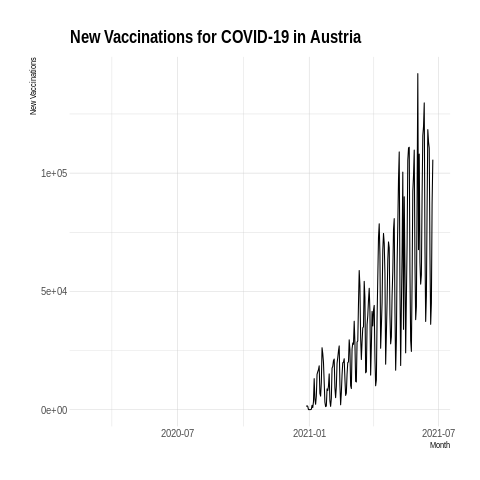 New Vaccinations for COVID-19 in Austria
New Vaccinations
1e+05
5e+04
0e+00
2020-07
2021-01
2021-07
Month